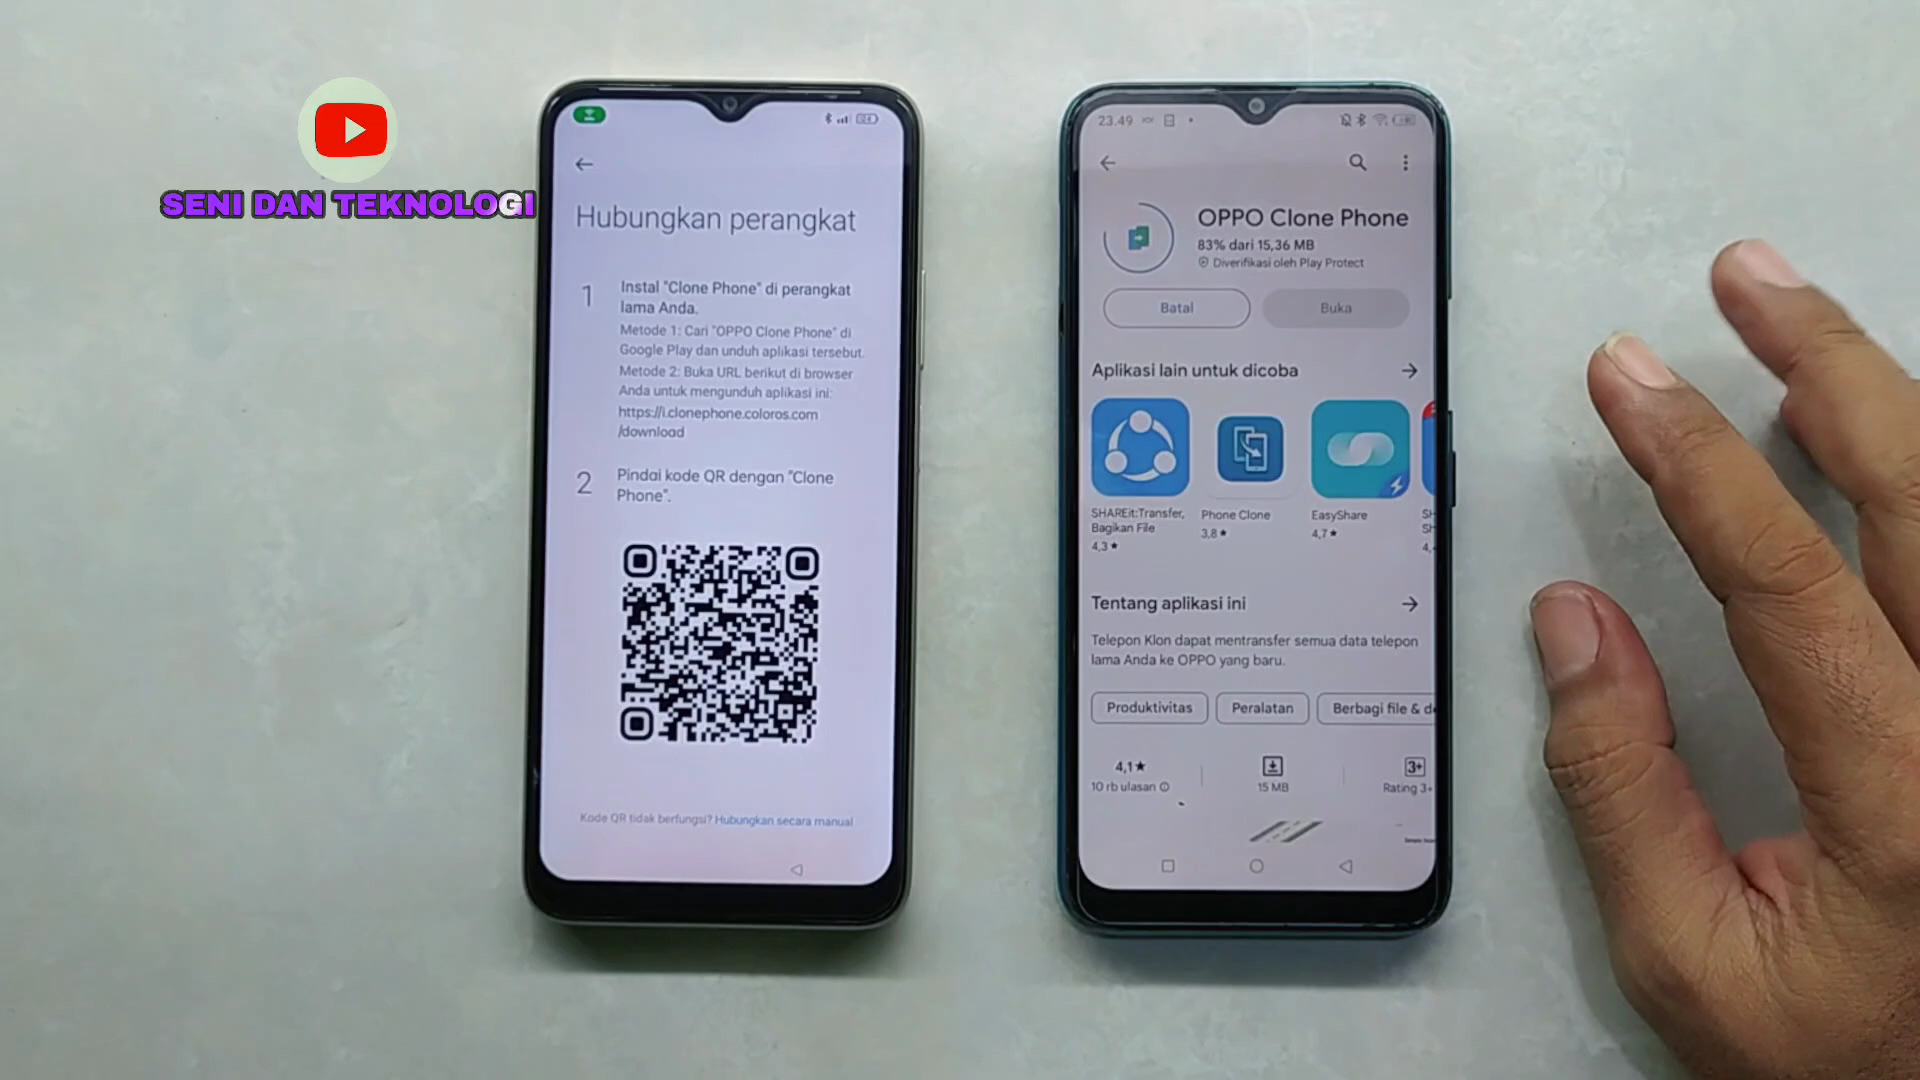 SENI DAN TEKNOLOGI
Hubungkan perangkat
1
Instal "Clone Phone" di perangkat
lama Anda.
Metode 1: Cari "OPPO Clone Phone" di
Google Play dan unduh aplikasi tersebut.
Metode 2: Buka URL berikut di browser
Anda untuk mengunduh aplikasi ini:
https://i.clonephone.coloros.com
/download
2
Pindai kode QR dengan "Clone
Phone".
Kode QR tidak berfungsi? Hubungkan secara manual
23.49
OPPO Clone Phone
83% dari 15,36 MB
Diverifikasi oleh Play Protect
Batal
Buka
Aplikasi lain untuk dicoba
SHAREit:Transfer,
Bagikan File
4,3★
Phone Clone
3,8★
EasyShare
4,7★
SH
SH
4,
Tentang aplikasi ini
Telepon Klon dapat mentransfer semua data telepon
lama Anda ke OPPO yang baru.
Produktivitas
Peralatan
Berbagi file & d
4,1★
10 rb ulasan
15 MB
3+
Rating 3+